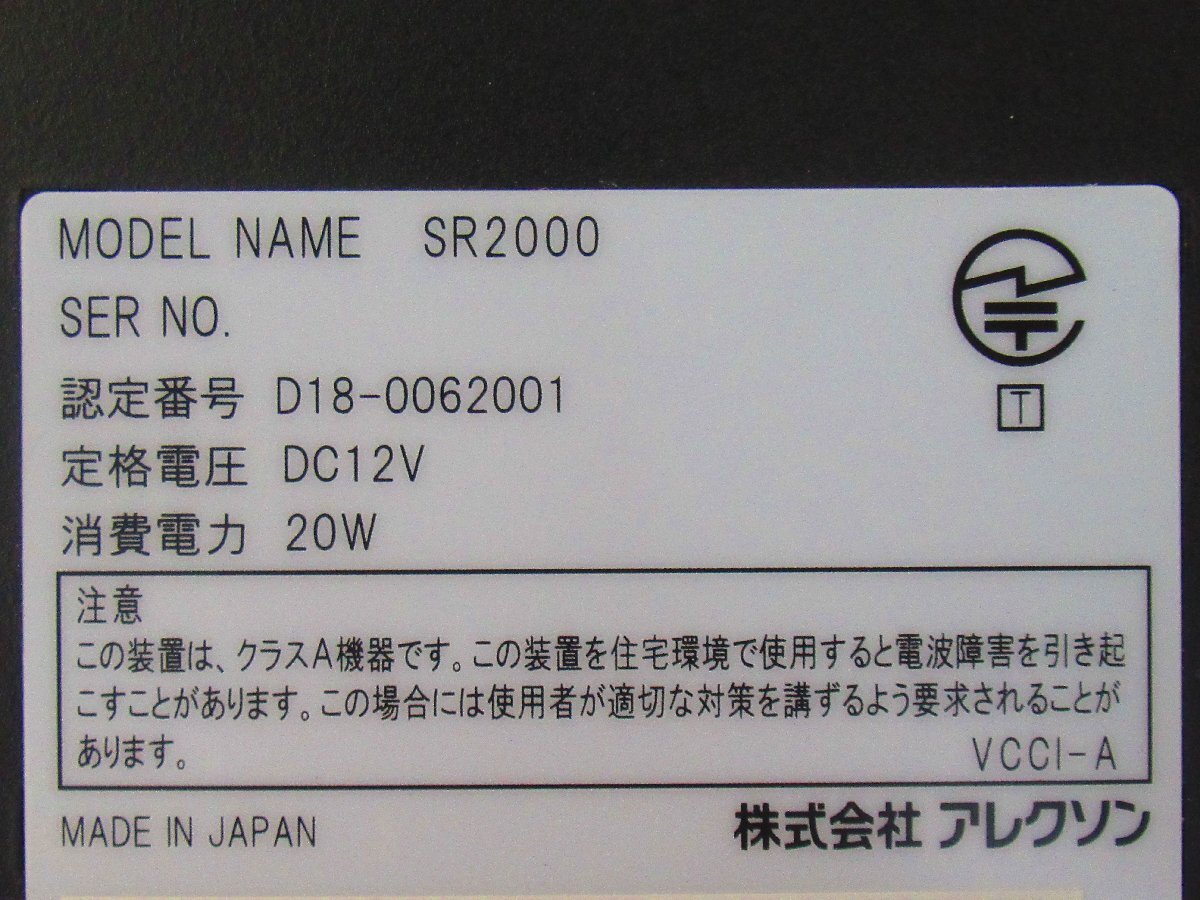 MODEL NAME SR2000
SER NO.
認定番号 D18-0062001
T
定格電圧 DC12V
消費電力 20W
注意
この装置は、クラスA機器です。この装置を住宅環境で使用すると電波障害を引き起
こすことがあります。この場合には使用者が適切な対策を講ずるよう要求されることが
あります。 VCCI-A
MADE IN JAPAN 株式会社 アレクソン